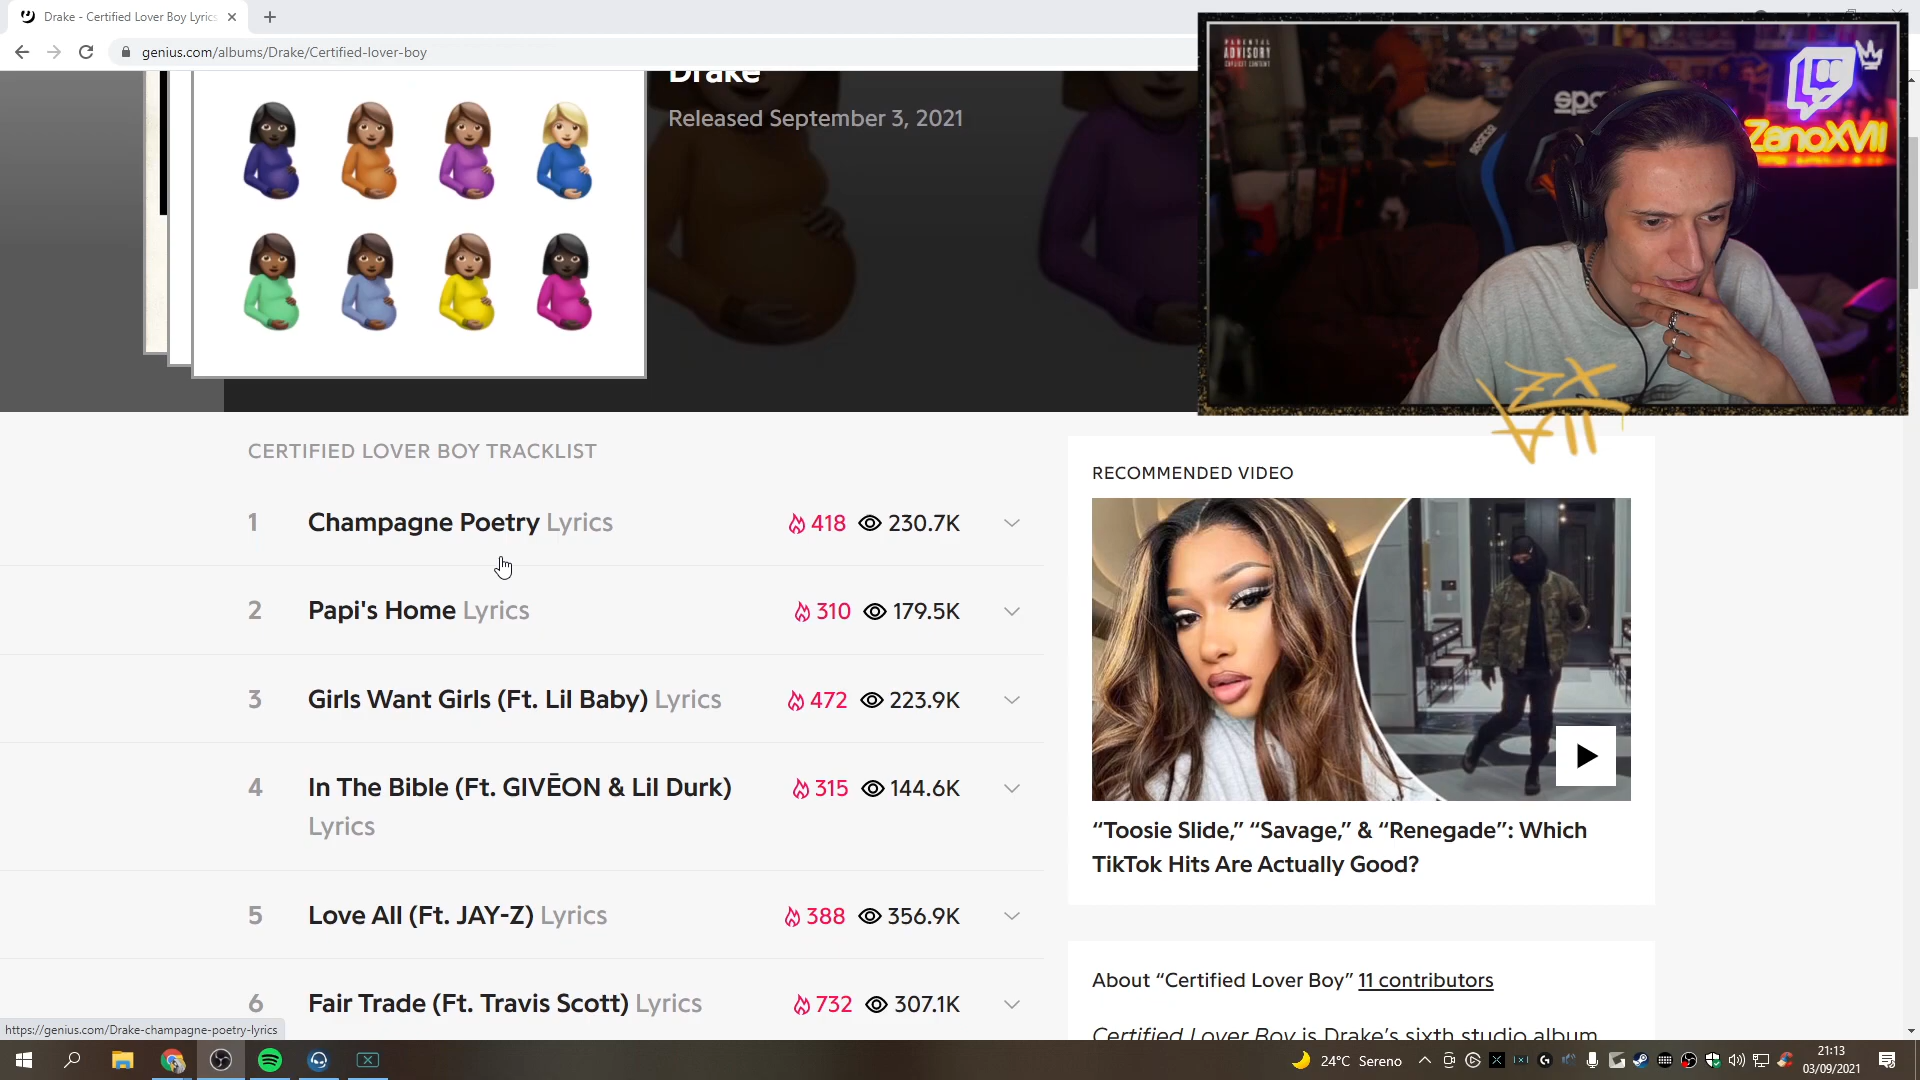 Drake - Certified Lover Boy Lyrics
genius.com/albums/Drake/Certified-lover-boy
Drake
Released September 3, 2021
PARENTAL
ADVISORY
EXPLICIT CONTENT
ZanoXVII
CERTIFIED LOVER BOY TRACKLIST
1 Champagne Poetry Lyrics 418 230.7K
2 Papi's Home Lyrics 310 179.5K
3 Girls Want Girls (Ft. Lil Baby) Lyrics 472 223.9K
4 In The Bible (Ft. GIVĒON & Lil Durk) 315 144.6K
Lyrics
5 Love All (Ft. JAY-Z) Lyrics 388 356.9K
6 Fair Trade (Ft. Travis Scott) Lyrics 732 307.1K
RECOMMENDED VIDEO
“Toosie Slide,” “Savage,” & “Renegade”: Which
TikTok Hits Are Actually Good?
About “Certified Lover Boy” 11 contributors
Certified Lover Boy is Drake’s sixth studio album
https://genius.com/Drake-champagne-poetry-lyrics
24°C Sereno
21:13
03/09/2021